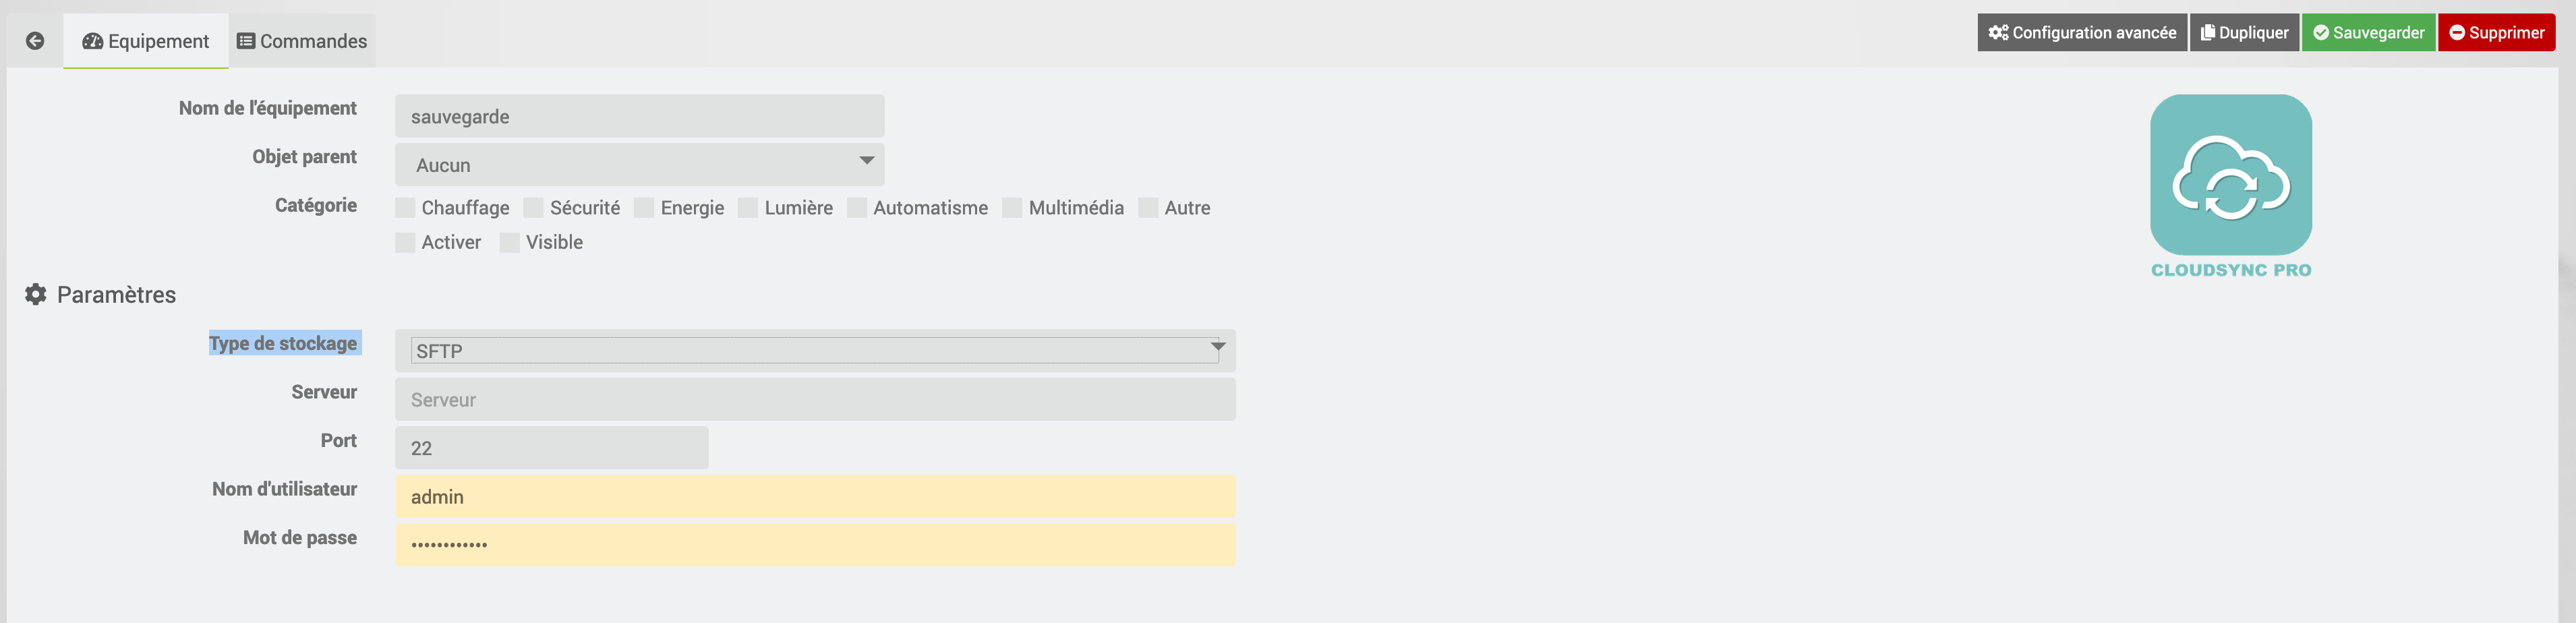 Equipement Commandes Configuration avancée Dupliquer Sauvegarder Supprimer
Nom de l'équipement sauvegarde
Objet parent Aucun
Catégorie Chauffage Sécurité Energie Lumière Automatisme Multimédia Autre
Activer Visible
CLOUDSYNC PRO
Paramètres
Type de stockage SFTP
Serveur Serveur
Port 22
Nom d'utilisateur admin
Mot de passe ••••••••••••